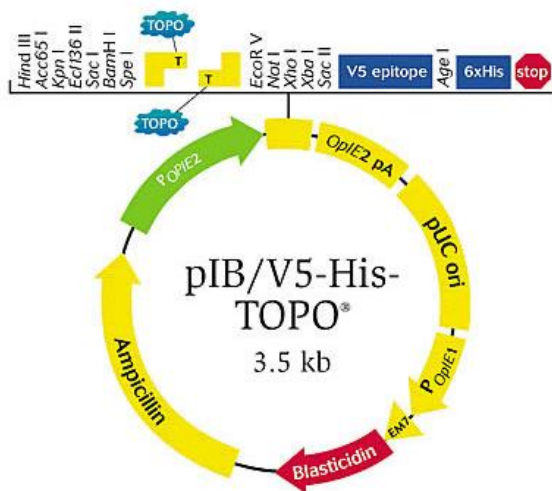 TOPO
Hind III
Acc65 I
Kpn I
Ecl136 II
Sac I
BamH I
Spe I
T
T
TOPO
EcoR V
Not I
Xho I
Xba I
Sac II
V5 epitope
Age I
6xHis
stop
POpIE2
OpIE2 pA
pUC ori
POpIE1
EM7
Blasticidin
Ampicillin
pIB/V5-His-
TOPO®
3.5 kb